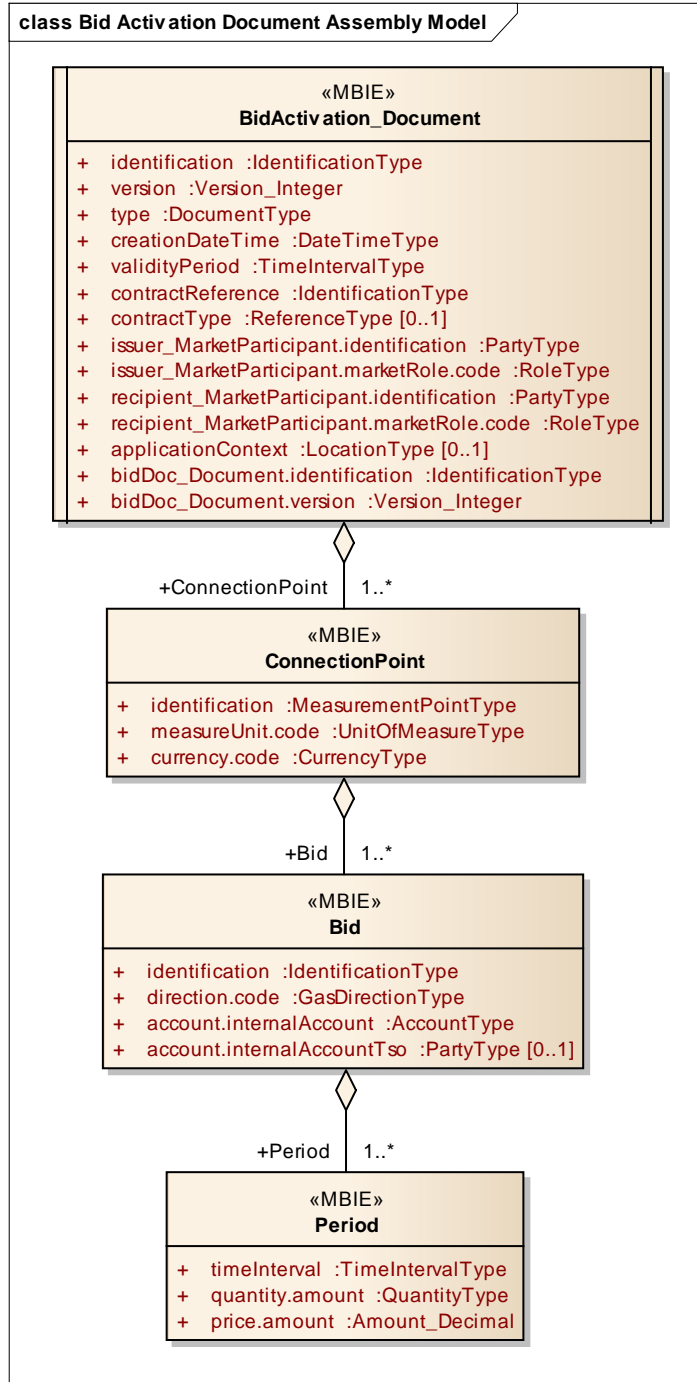 class Bid Activation Document Assembly Model
«MBIE»
BidActivation_Document
+ identification :IdentificationType
+ version :Version_Integer
+ type :DocumentType
+ creationDateTime :DateTimeType
+ validityPeriod :TimeIntervalType
+ contractReference :IdentificationType
+ contractType :ReferenceType [0..1]
+ issuer_MarketParticipant.identification :PartyType
+ issuer_MarketParticipant.marketRole.code :RoleType
+ recipient_MarketParticipant.identification :PartyType
+ recipient_MarketParticipant.marketRole.code :RoleType
+ applicationContext :LocationType [0..1]
+ bidDoc_Document.identification :IdentificationType
+ bidDoc_Document.version :Version_Integer
+ConnectionPoint 1..*
«MBIE»
ConnectionPoint
+ identification :MeasurementPointType
+ measureUnit.code :UnitOfMeasureType
+ currency.code :CurrencyType
+Bid 1..*
«MBIE»
Bid
+ identification :IdentificationType
+ direction.code :GasDirectionType
+ account.internalAccount :AccountType
+ account.internalAccountTso :PartyType [0..1]
+Period 1..*
«MBIE»
Period
+ timeInterval :TimeIntervalType
+ quantity.amount :QuantityType
+ price.amount :Amount_Decimal